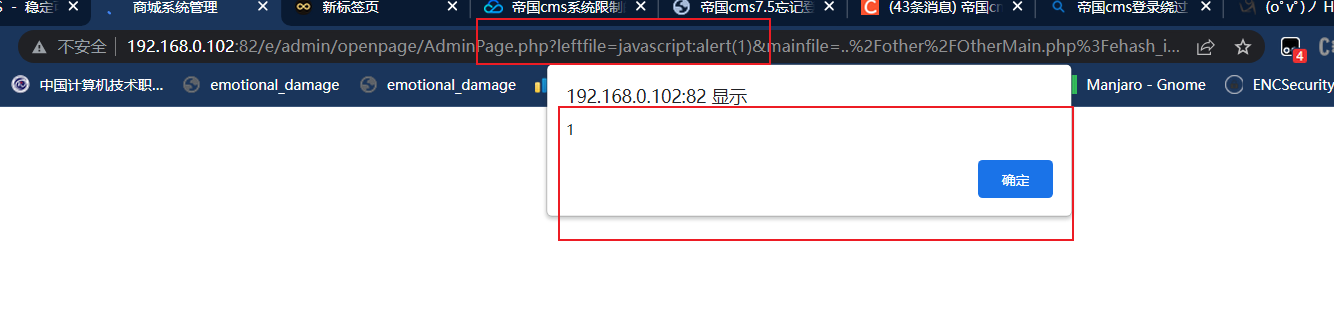 S - 稳定 商城系统管理 新标签页 帝国cms系统限制 帝国cms7.5忘记登 (43条消息) 帝国cm 帝国cms登录绕过 (oﾟvﾟ)ノ H
不安全 192.168.0.102:82/e/admin/openpage/AdminPage.php?leftfile=javascript:alert(1)&mainfile=..%2Fother%2FOtherMain.php%3Fehash_i... 4
中国计算机技术职... emotional_damage emotional_damage Manjaro - Gnome ENCSecurity
192.168.0.102:82 显示
1
确定